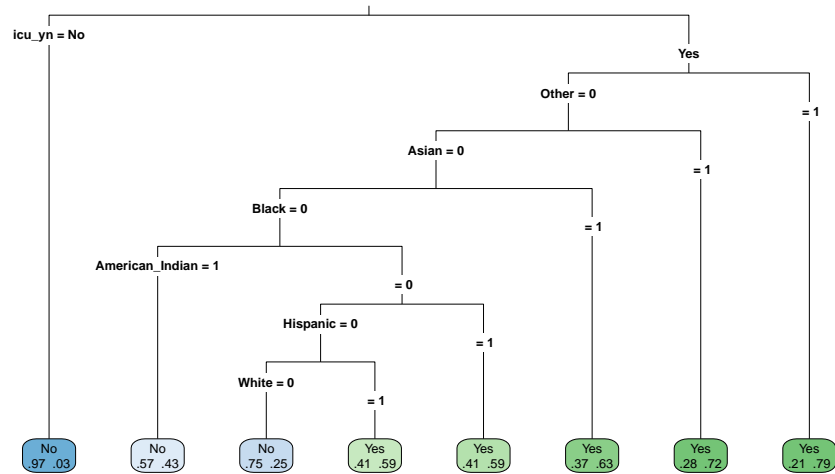 icu_yn = No
Yes
Other = 0
= 1
Asian = 0
= 1
Black = 0
= 1
American_Indian = 1
= 0
Hispanic = 0
= 1
White = 0
= 1
No
.97 .03
No
.57 .43
No
.75 .25
Yes
.41 .59
Yes
.41 .59
Yes
.37 .63
Yes
.28 .72
Yes
.21 .79